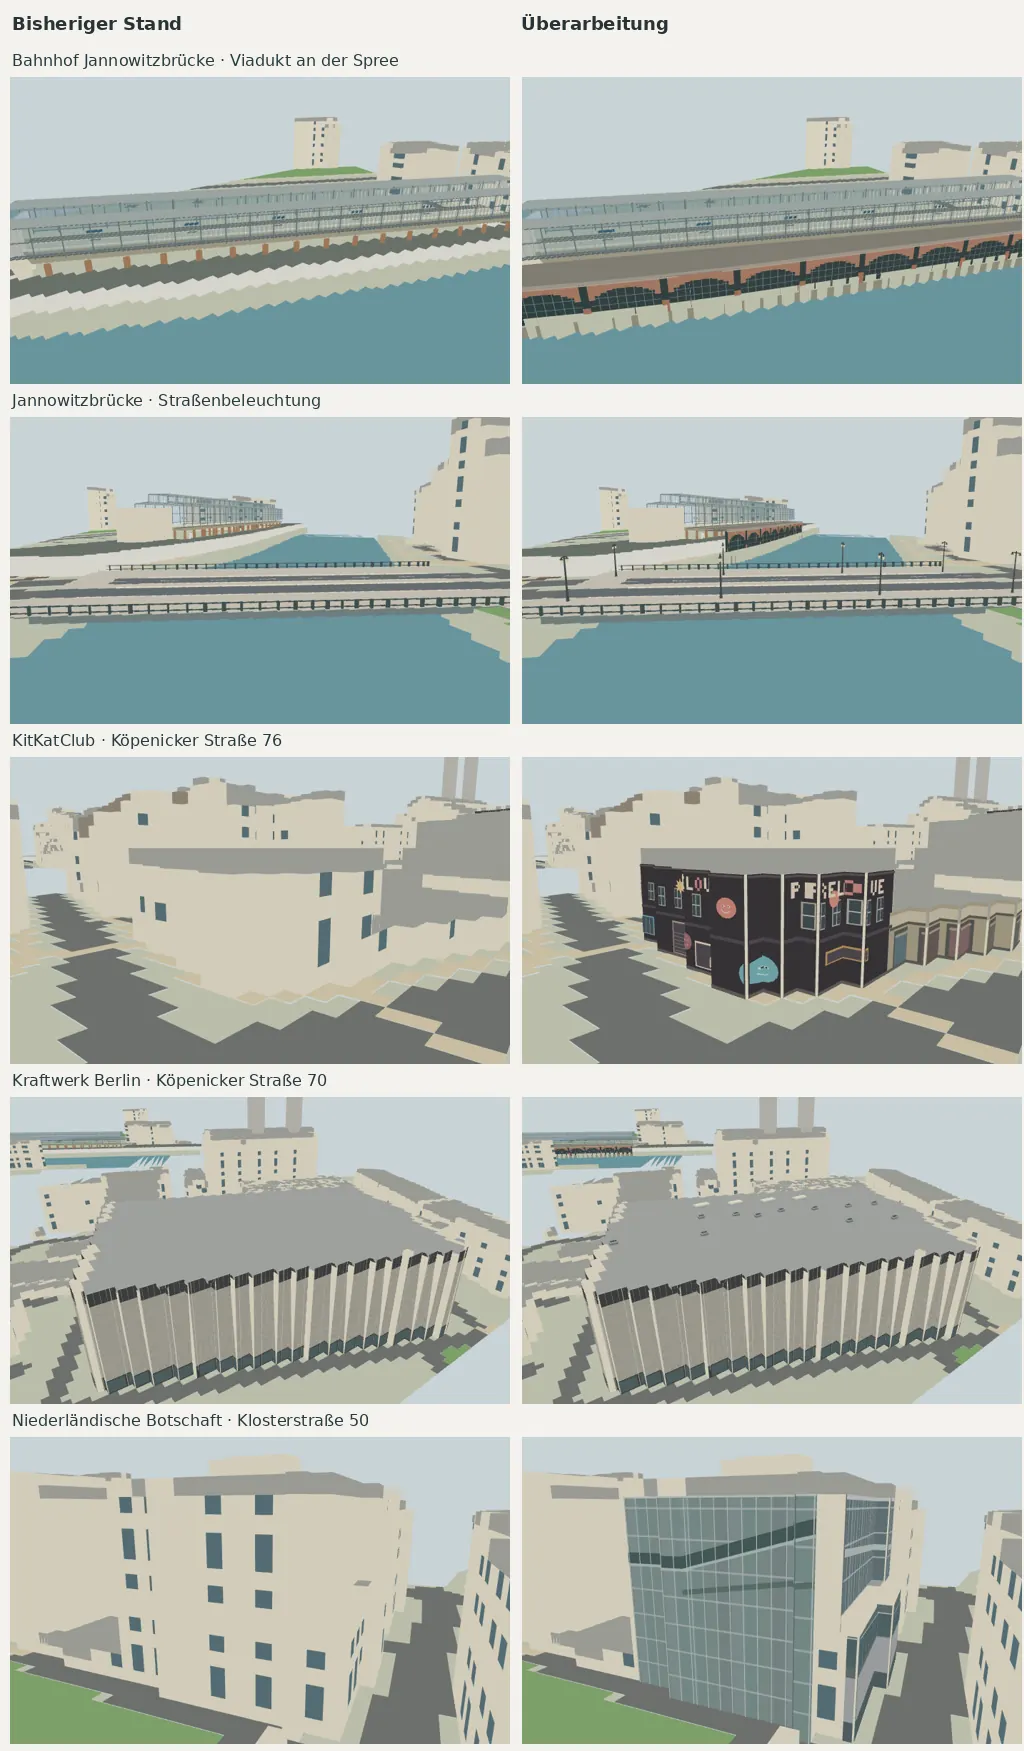 Bisheriger Stand
Überarbeitung
Bahnhof Jannowitzbrücke · Viadukt an der Spree
Jannowitzbrücke · Straßenbeleuchtung
KitKatClub · Köpenicker Straße 76
Kraftwerk Berlin · Köpenicker Straße 70
Niederländische Botschaft · Klosterstraße 50